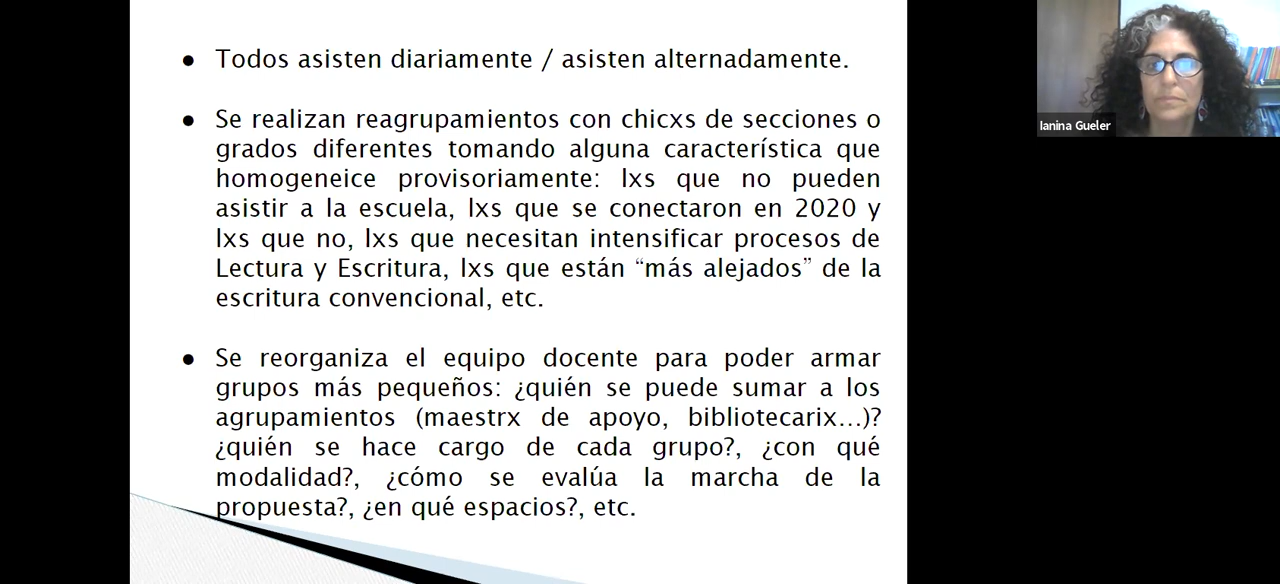 ● Todos asisten diariamente / asisten alternadamente.
● Se realizan reagrupamientos con chicxs de secciones o
grados diferentes tomando alguna característica que
homogeneice provisoriamente: lxs que no pueden
asistir a la escuela, lxs que se conectaron en 2020 y
lxs que no, lxs que necesitan intensificar procesos de
Lectura y Escritura, lxs que están “más alejados” de la
escritura convencional, etc.
● Se reorganiza el equipo docente para poder armar
grupos más pequeños: ¿quién se puede sumar a los
agrupamientos (maestrx de apoyo, bibliotecarix...)?
¿quién se hace cargo de cada grupo?, ¿con qué
modalidad?, ¿cómo se evalúa la marcha de la
propuesta?, ¿en qué espacios?, etc.
Ianina Gueler